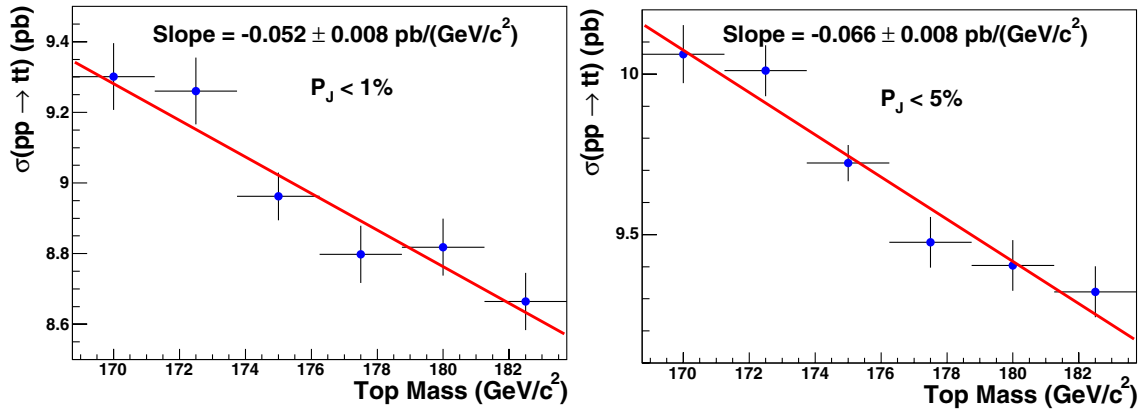 σ(pp → tt) (pb)
Slope = -0.052 ± 0.008 pb/(GeV/c²)
P_J < 1%
9.4
9.2
9
8.8
8.6
170 172 174 176 178 180 182
Top Mass (GeV/c²)
σ(pp → tt) (pb)
Slope = -0.066 ± 0.008 pb/(GeV/c²)
P_J < 5%
10
9.5
170 172 174 176 178 180 182
Top Mass (GeV/c²)